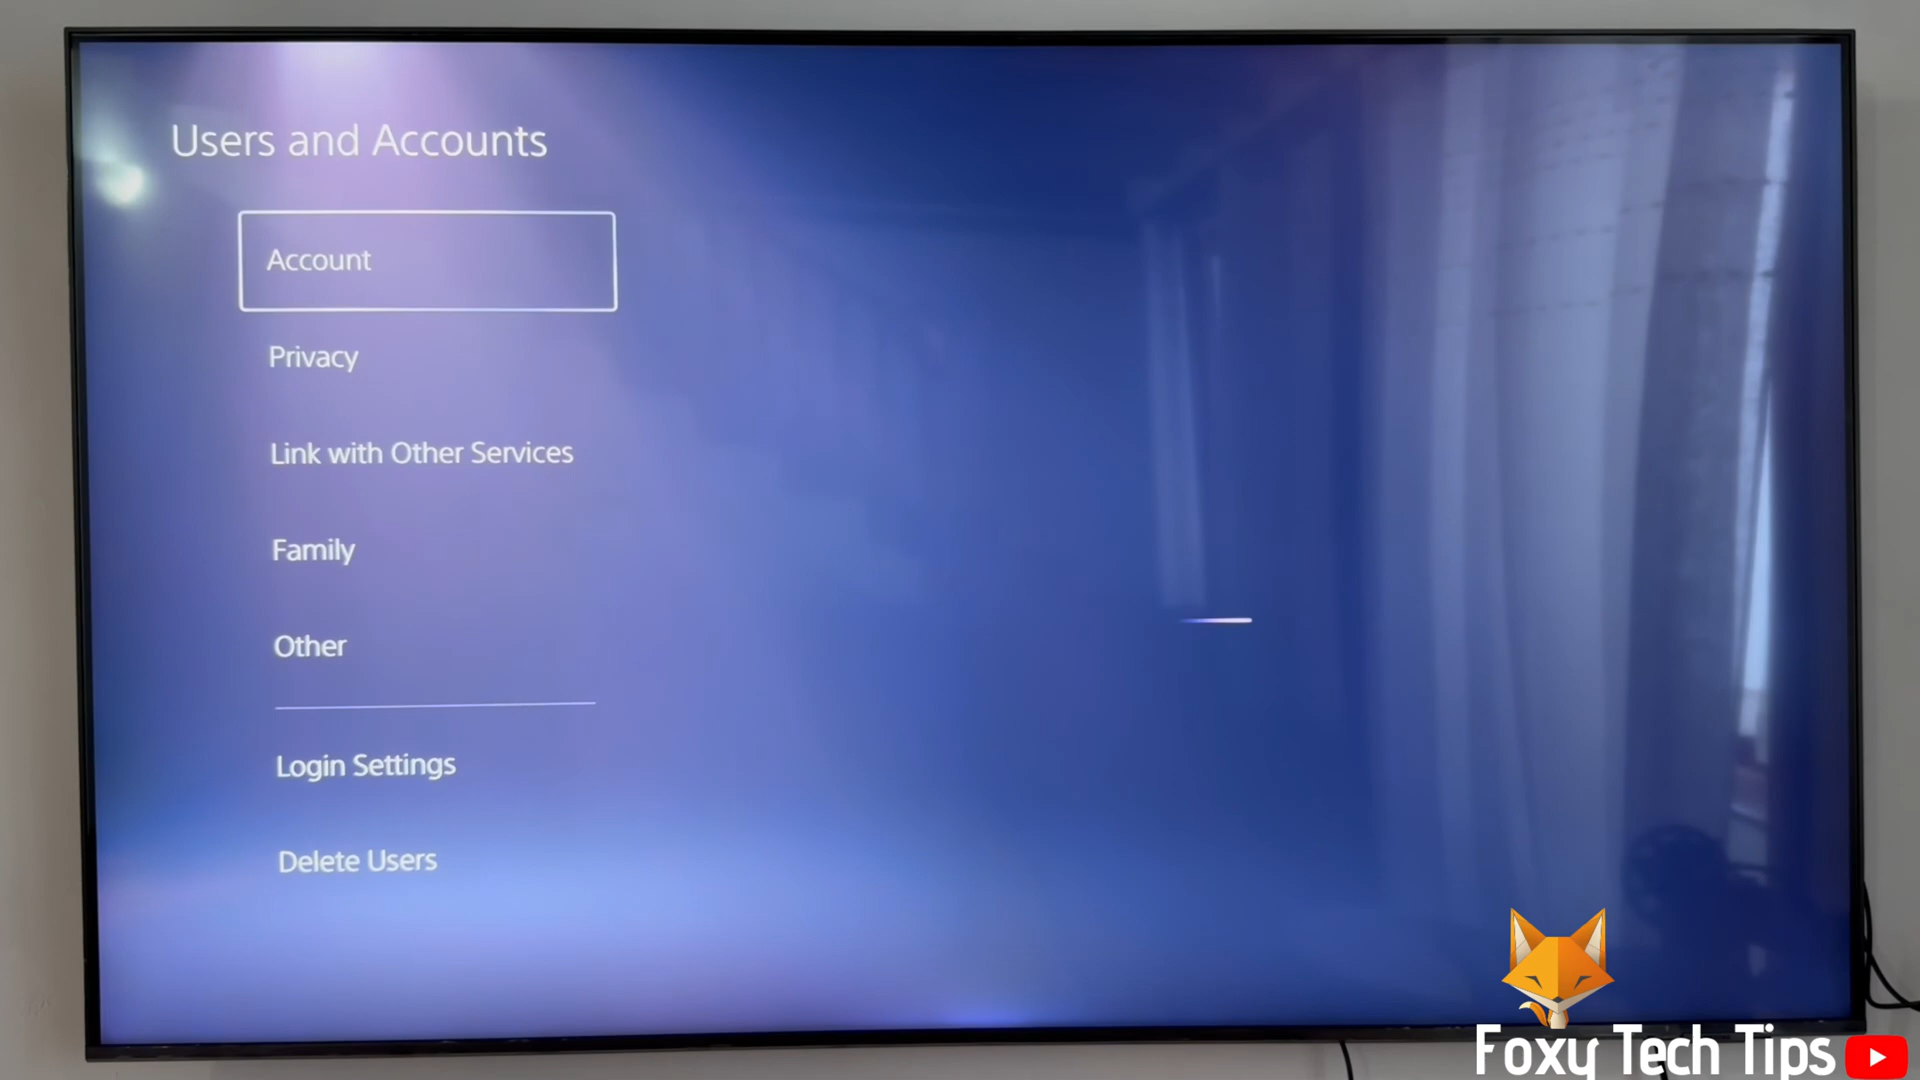 Users and Accounts
Account
Privacy
Link with Other Services
Family
Other
Login Settings
Delete Users
Foxy Tech Tips